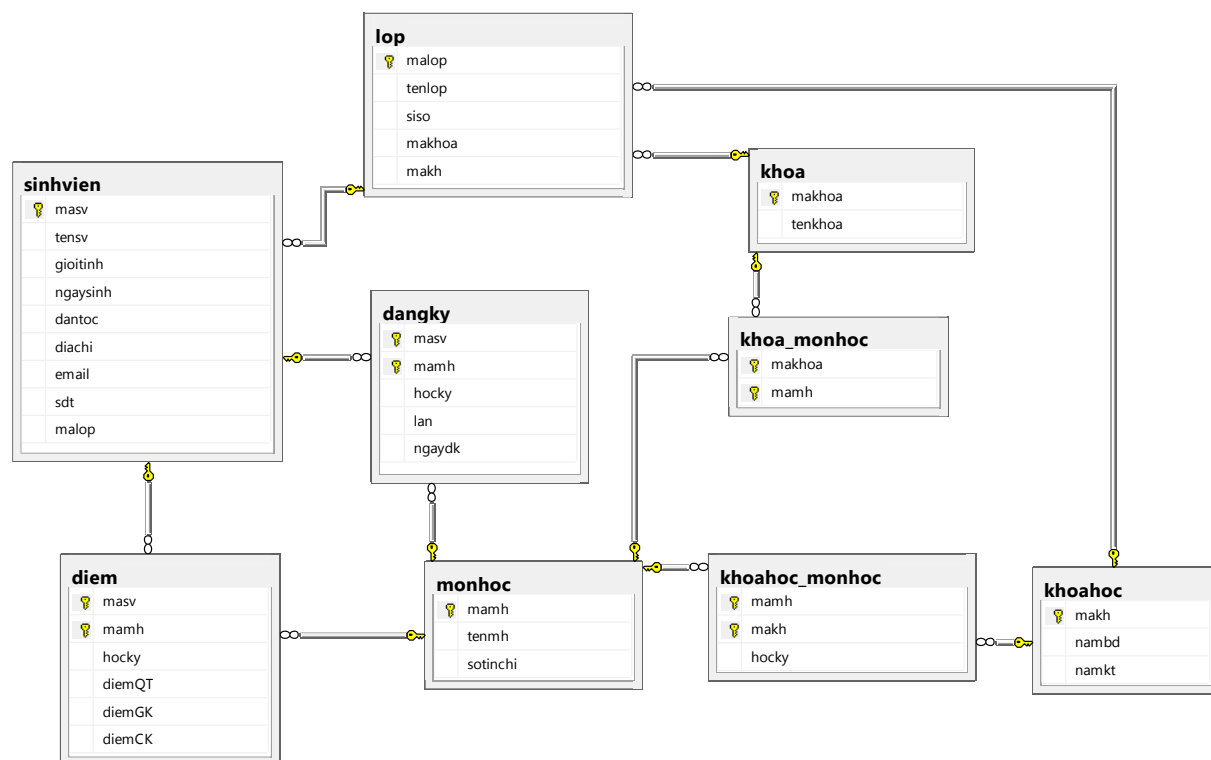 lop
malop
tenlop
siso
makhoa
makh
sinhvien
masv
tensv
gioitinh
ngaysinh
dantoc
diachi
email
sdt
malop
khoa
makhoa
tenkhoa
dangky
masv
mamh
hocky
lan
ngaydk
khoa_monhoc
makhoa
mamh
diem
masv
mamh
hocky
diemQT
diemGK
diemCK
monhoc
mamh
tenmh
sotinchi
khoahoc_monhoc
mamh
makh
hocky
khoahoc
makh
nambd
namkt